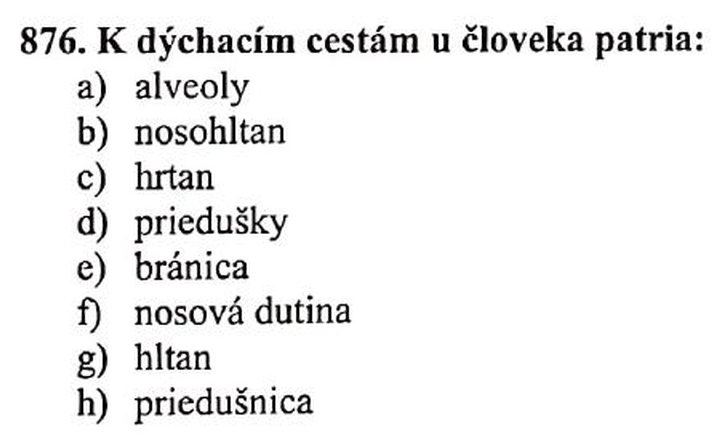 876. K dýchacím cestám u človeka patria:
a) alveoly
b) nosohltan
c) hrtan
d) priedušky
e) bránica
f) nosová dutina
g) hltan
h) priedušnica